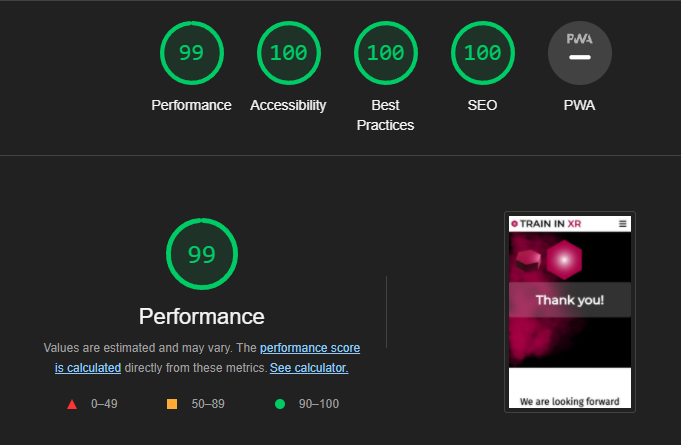 99
100
100
100
PWA
Performance
Accessibility
Best
Practices
SEO
PWA
99
Performance
Values are estimated and may vary. The performance score
is calculated directly from these metrics. See calculator.
0–49
50–89
90–100
TRAIN IN XR
Thank you!
We are looking forward